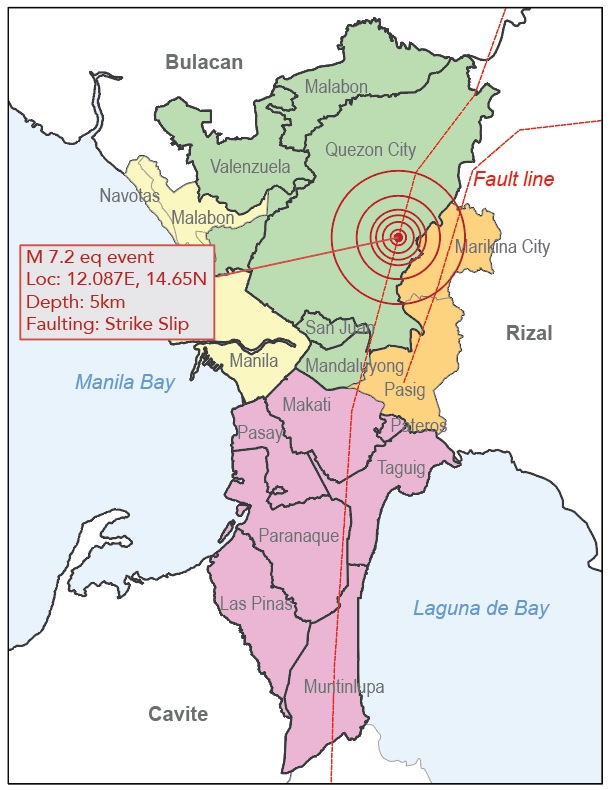 Bulacan
Malabon
Quezon City
Valenzuela
Fault line
Navotas
Malabon
Marikina City
M 7.2 eq event
Loc: 12.087E, 14.65N
Depth: 5km
Faulting: Strike Slip
San Juan
Rizal
Manila
Mandaluyong
Manila Bay
Pasig
Makati
Pateros
Pasay
Taguig
Paranaque
Las Pinas
Laguna de Bay
Muntinlupa
Cavite